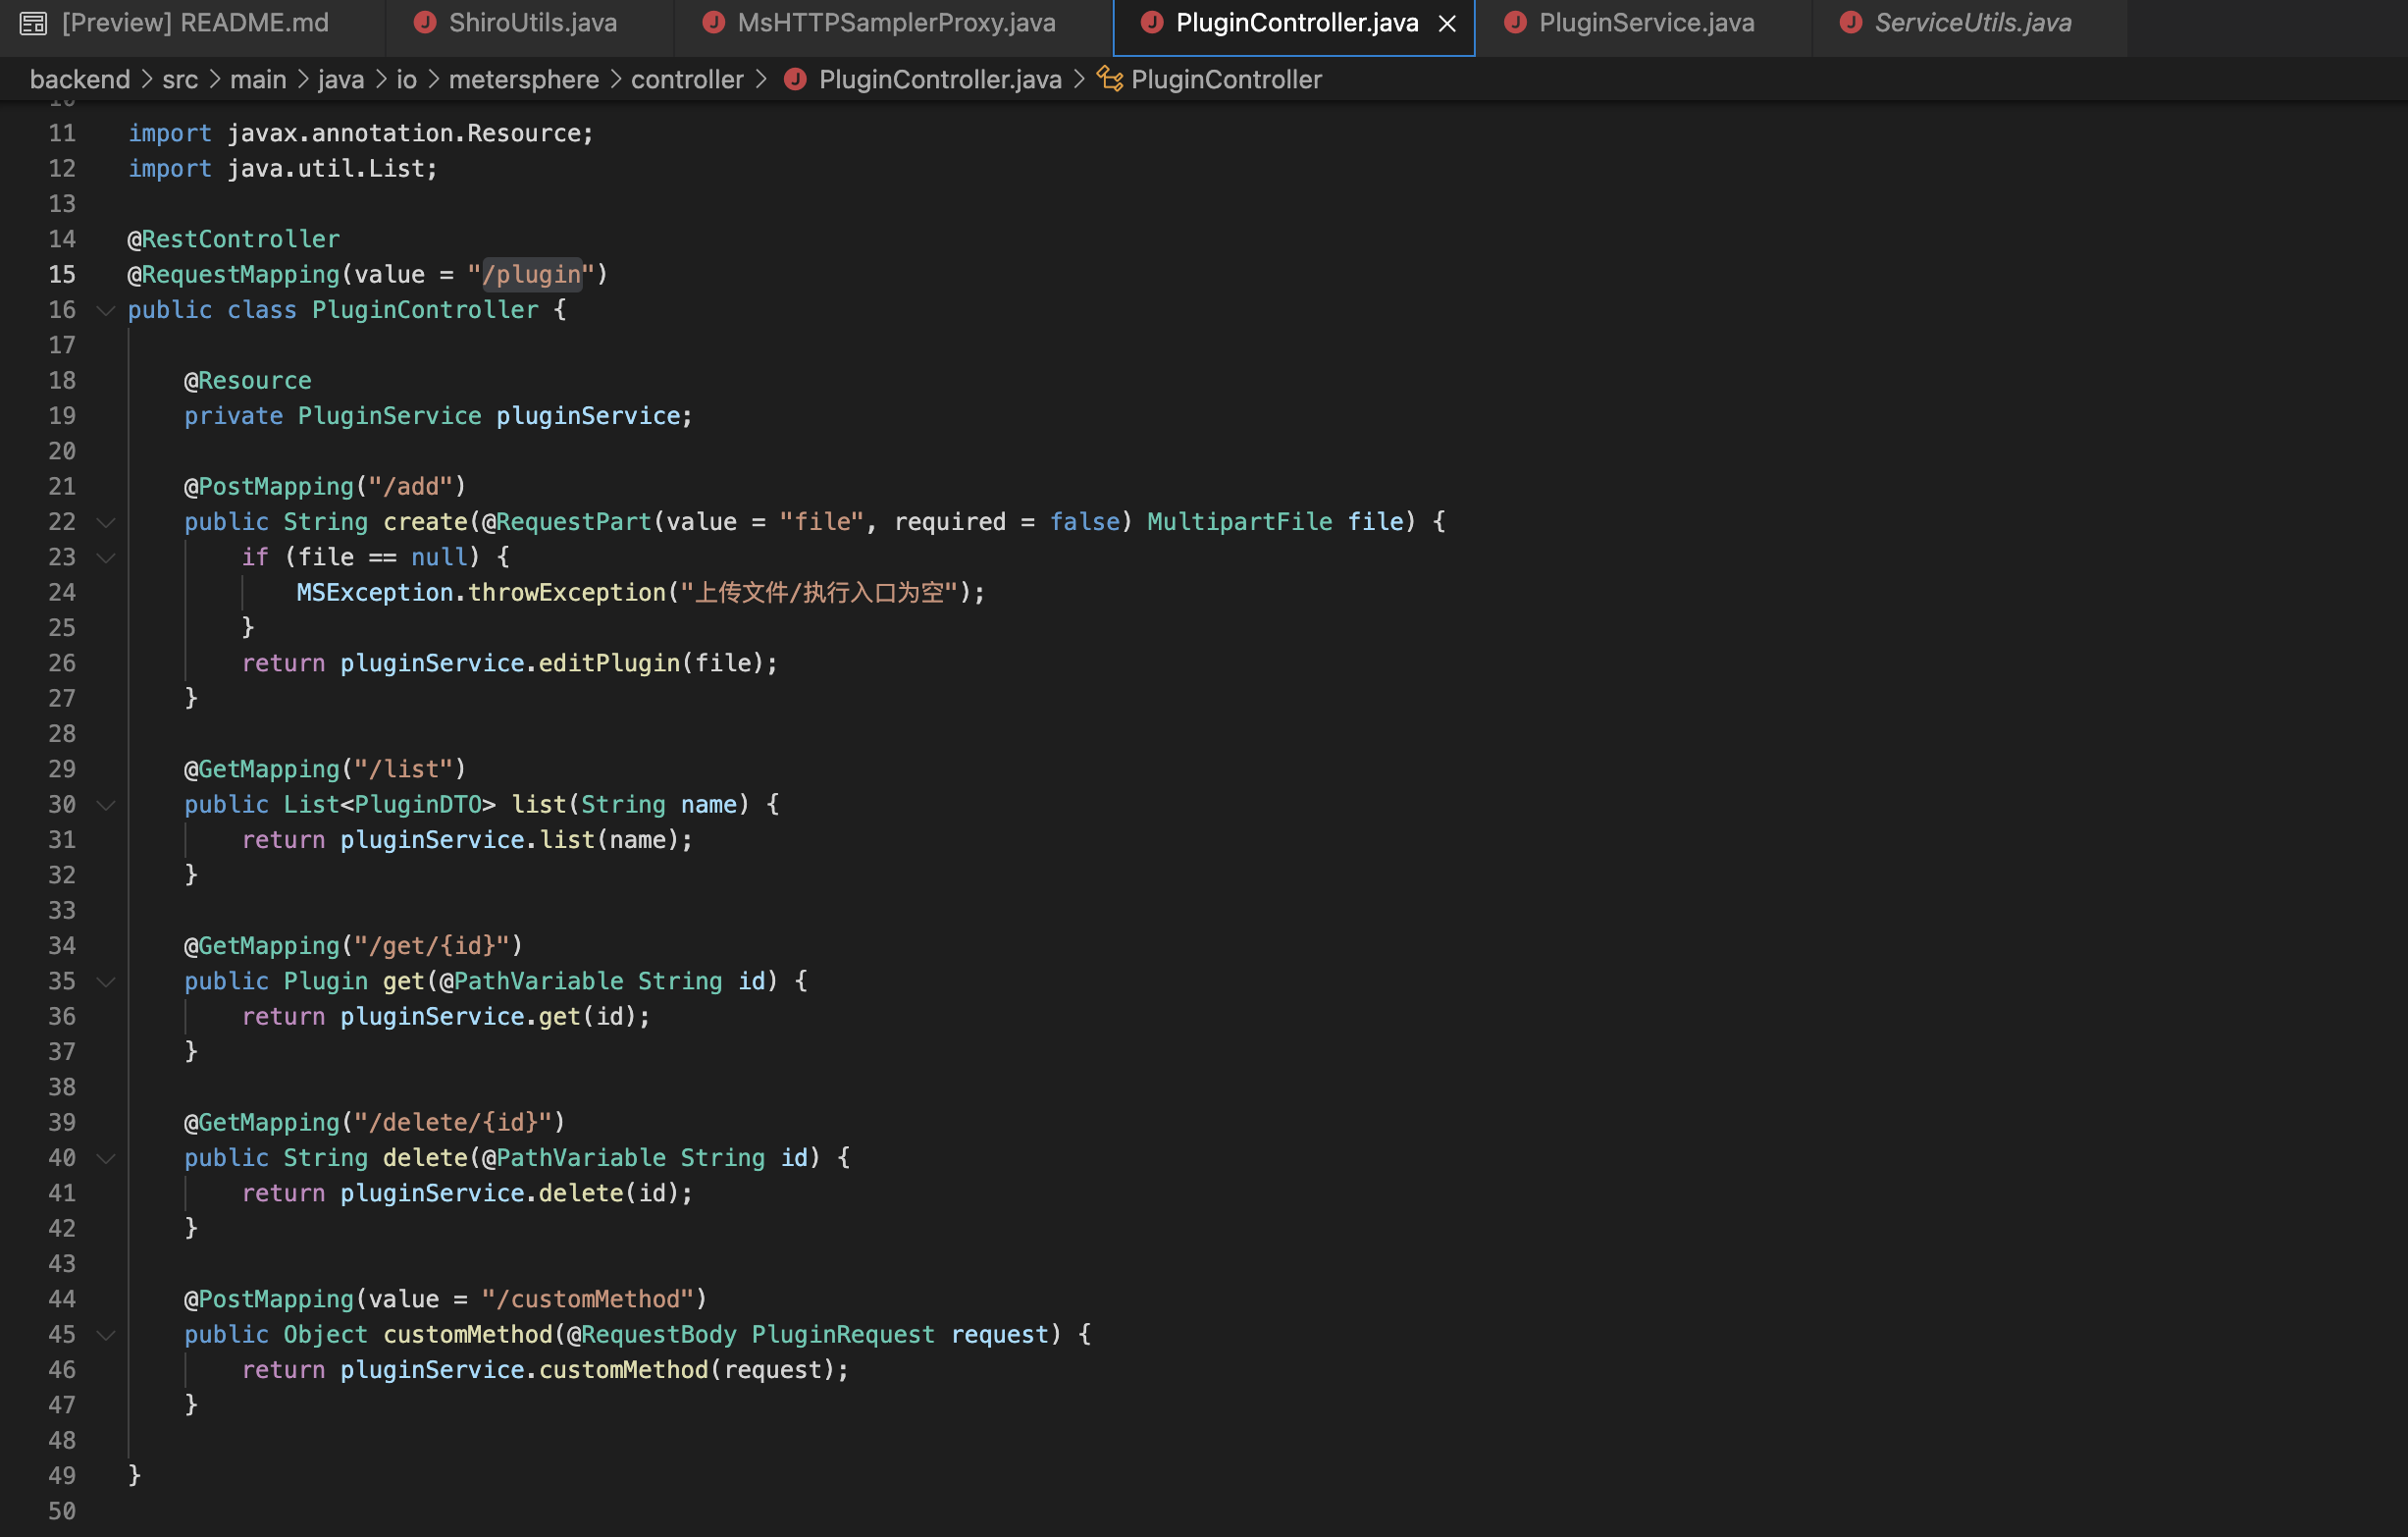 [Preview] README.md ShiroUtils.java MsHTTPSamplerProxy.java PluginController.java PluginService.java ServiceUtils.java
backend > src > main > java > io > metersphere > controller > PluginController.java > PluginController
11 import javax.annotation.Resource;
12 import java.util.List;
13
14 @RestController
15 @RequestMapping(value = "/plugin")
16 public class PluginController {
17
18 @Resource
19 private PluginService pluginService;
20
21 @PostMapping("/add")
22 public String create(@RequestPart(value = "file", required = false) MultipartFile file) {
23 if (file == null) {
24 MSException.throwException("上传文件/执行入口为空");
25 }
26 return pluginService.editPlugin(file);
27 }
28
29 @GetMapping("/list")
30 public List<PluginDTO> list(String name) {
31 return pluginService.list(name);
32 }
33
34 @GetMapping("/get/{id}")
35 public Plugin get(@PathVariable String id) {
36 return pluginService.get(id);
37 }
38
39 @GetMapping("/delete/{id}")
40 public String delete(@PathVariable String id) {
41 return pluginService.delete(id);
42 }
43
44 @PostMapping(value = "/customMethod")
45 public Object customMethod(@RequestBody PluginRequest request) {
46 return pluginService.customMethod(request);
47 }
48
49 }
50